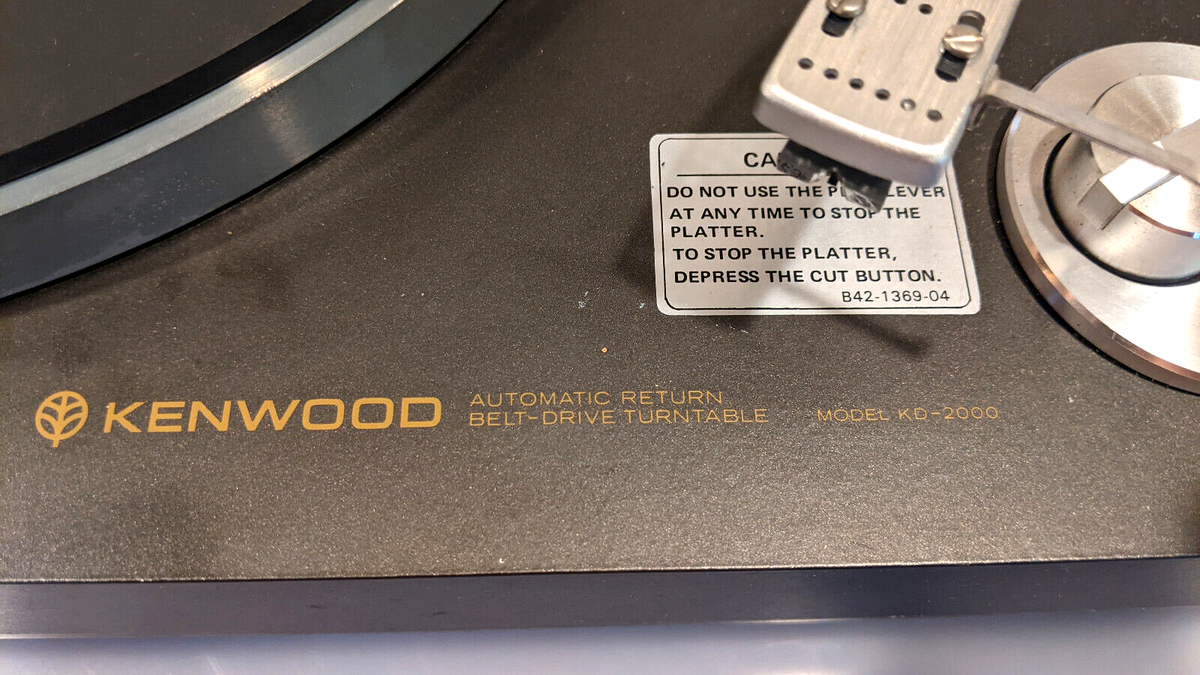 DO NOT USE THE LEVER
AT ANY TIME TO STOP THE
PLATTER.
TO STOP THE PLATTER,
DEPRESS THE CUT BUTTON.
B42-1369-04
KENWOOD
AUTOMATIC RETURN
BELT-DRIVE TURNTABLE
MODEL KD-2000